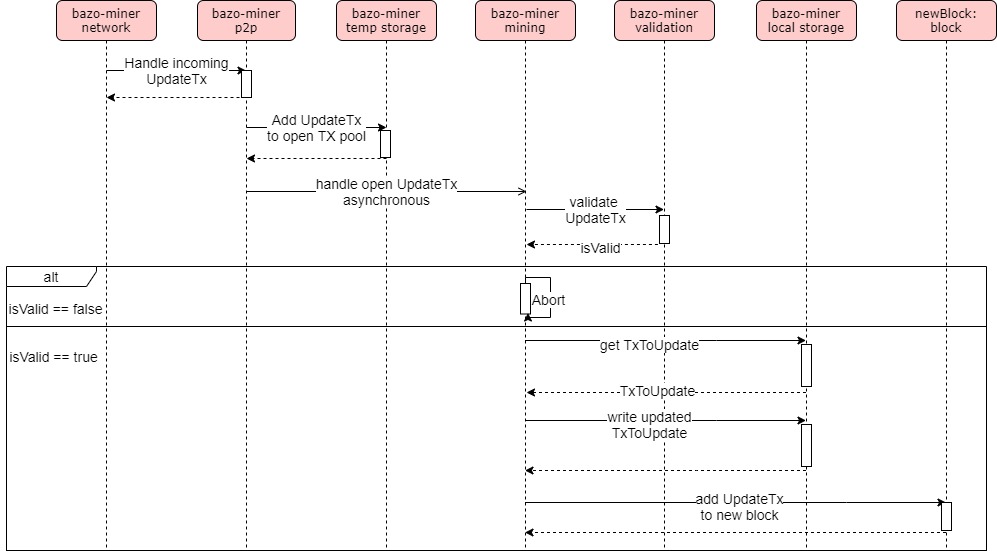 bazo-miner
network
bazo-miner
p2p
bazo-miner
temp storage
bazo-miner
mining
bazo-miner
validation
bazo-miner
local storage
newBlock:
block
Handle incoming
UpdateTx
Add UpdateTx
to open TX pool
handle open UpdateTx
asynchronous
validate
UpdateTx
isValid
alt
isValid == false
Abort
isValid == true
get TxToUpdate
TxToUpdate
write updated
TxToUpdate
add UpdateTx
to new block